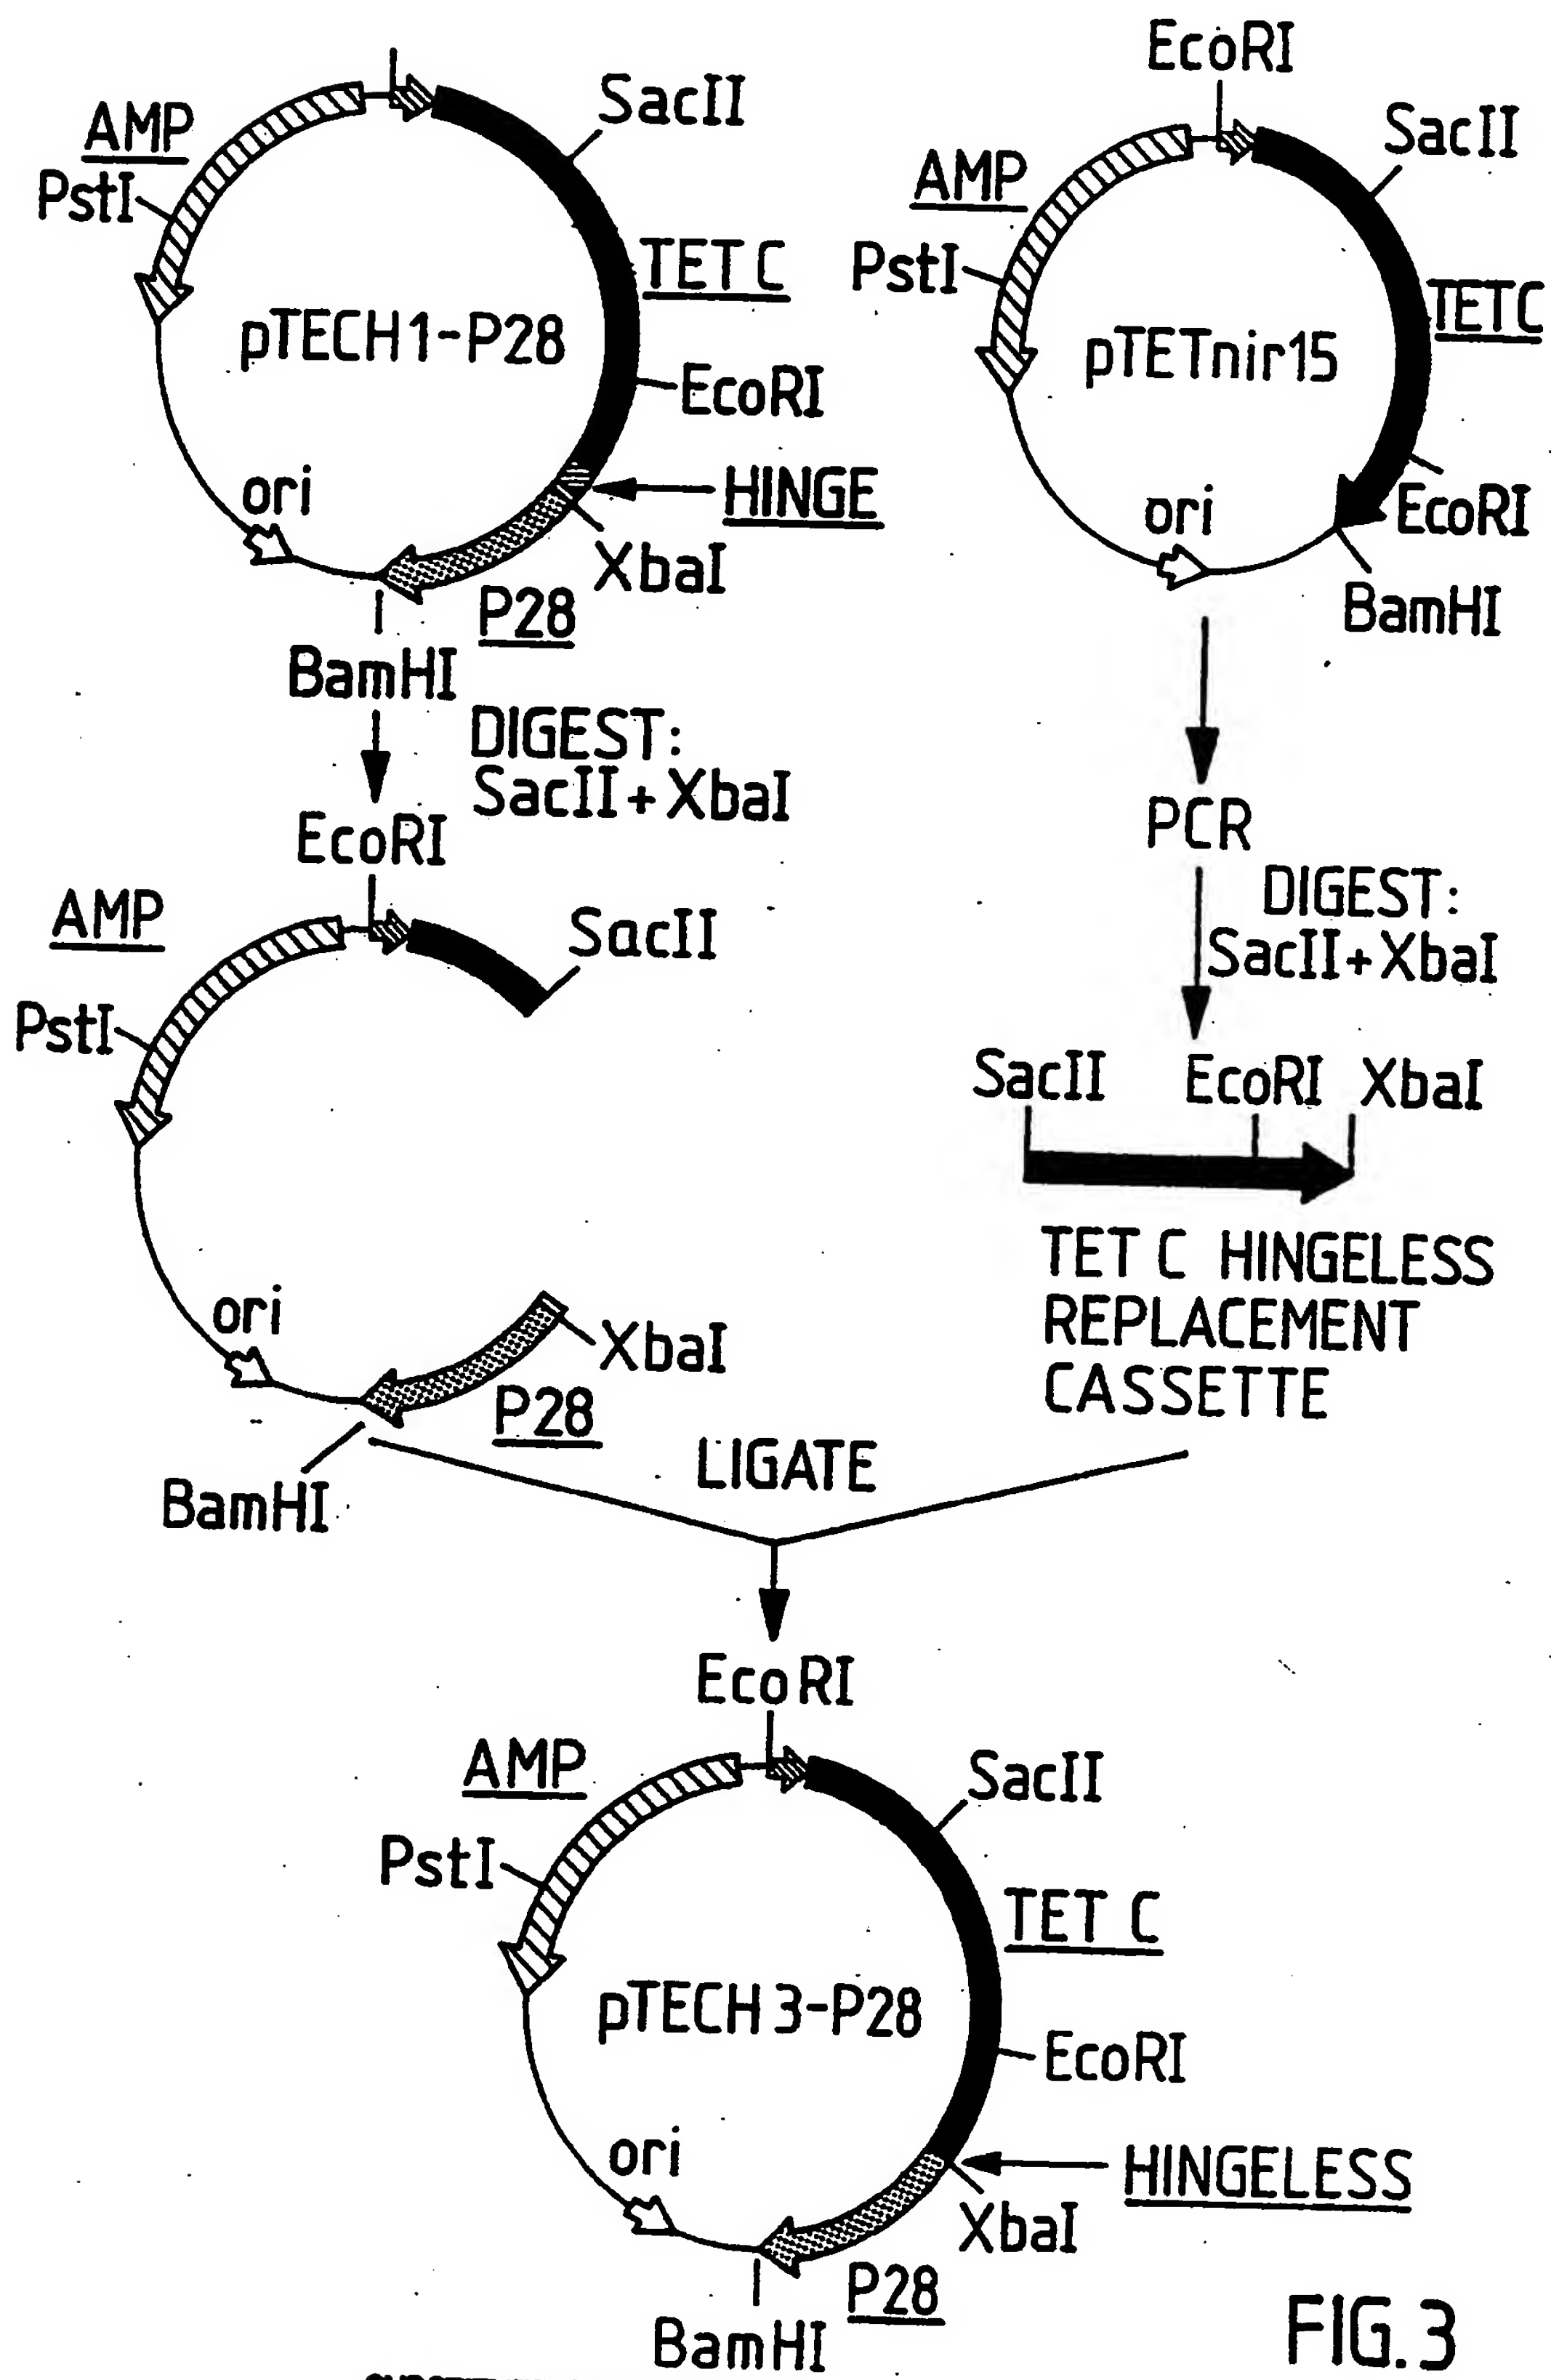 AMP
SacII
PstI
TET C
pTECH1-P28
EcoRI
HINGE
ori
XbaI
P28
BamHI
DIGEST:
SacII+XbaI
EcoRI
SacII
AMP
PstI
TETC
pTETnir15
ori
EcoRI
BamHI
PCR
DIGEST:
SacII+XbaI
EcoRI
AMP
SacII
PstI
ori
XbaI
P28
BamHI
SacII EcoRI XbaI
TET C HINGELESS
REPLACEMENT
CASSETTE
LIGATE
EcoRI
AMP
SacII
PstI
TET C
pTECH3-P28
EcoRI
ori
HINGELESS
XbaI
P28
BamHI
FIG.3